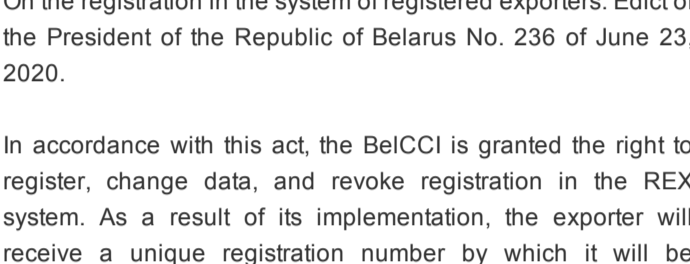 On the registration in the system of registered exporters. Edict of
the President of the Republic of Belarus No. 236 of June 23,
2020.
In accordance with this act, the BelCCI is granted the right to
register, change data, and revoke registration in the REX
system. As a result of its implementation, the exporter will
receive a unique registration number by which it will be